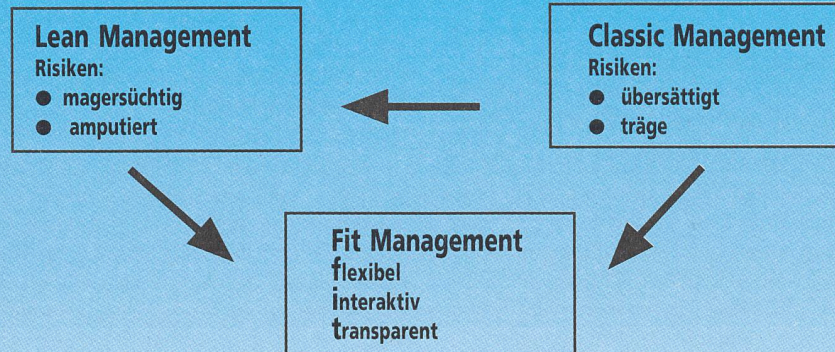 Lean Management
Risiken:
● magersüchtig
● amputiert
Classic Management
Risiken:
● übersättigt
● träge
Fit Management
flexibel
interaktiv
transparent